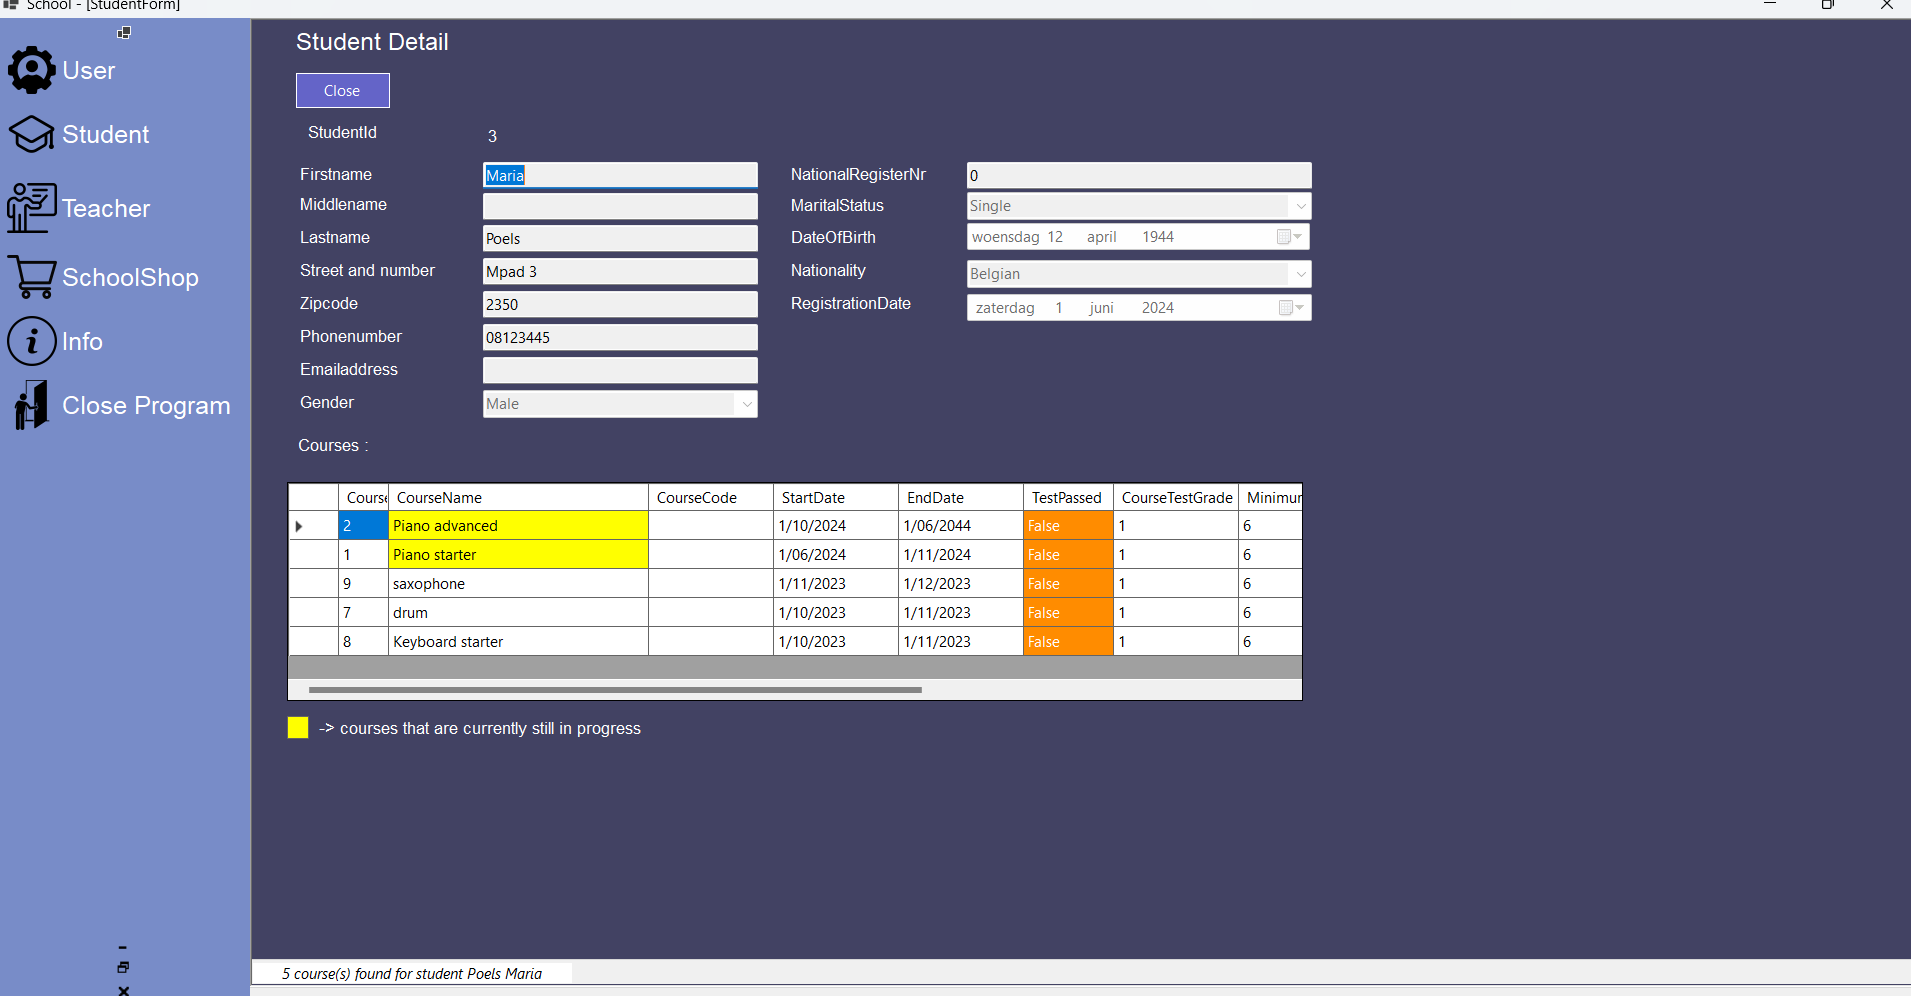 School - [StudentForm]
User
Student
Teacher
SchoolShop
Info
Close Program
Student Detail
Close
StudentId 3
Firstname Maria
Middlename
Lastname Poels
Street and number Mpad 3
Zipcode 2350
Phonenumber 08123445
Emailaddress
Gender Male
NationalRegisterNr 0
MaritalStatus Single
DateOfBirth woensdag 12 april 1944
Nationality Belgian
RegistrationDate zaterdag 1 juni 2024
Courses :
Course CourseName CourseCode StartDate EndDate TestPassed CourseTestGrade Minimur
2 Piano advanced 1/10/2024 1/06/2044 False 1 6
1 Piano starter 1/06/2024 1/11/2024 False 1 6
9 saxophone 1/11/2023 1/12/2023 False 1 6
7 drum 1/10/2023 1/11/2023 False 1 6
8 Keyboard starter 1/10/2023 1/11/2023 False 1 6
-> courses that are currently still in progress
5 course(s) found for student Poels Maria